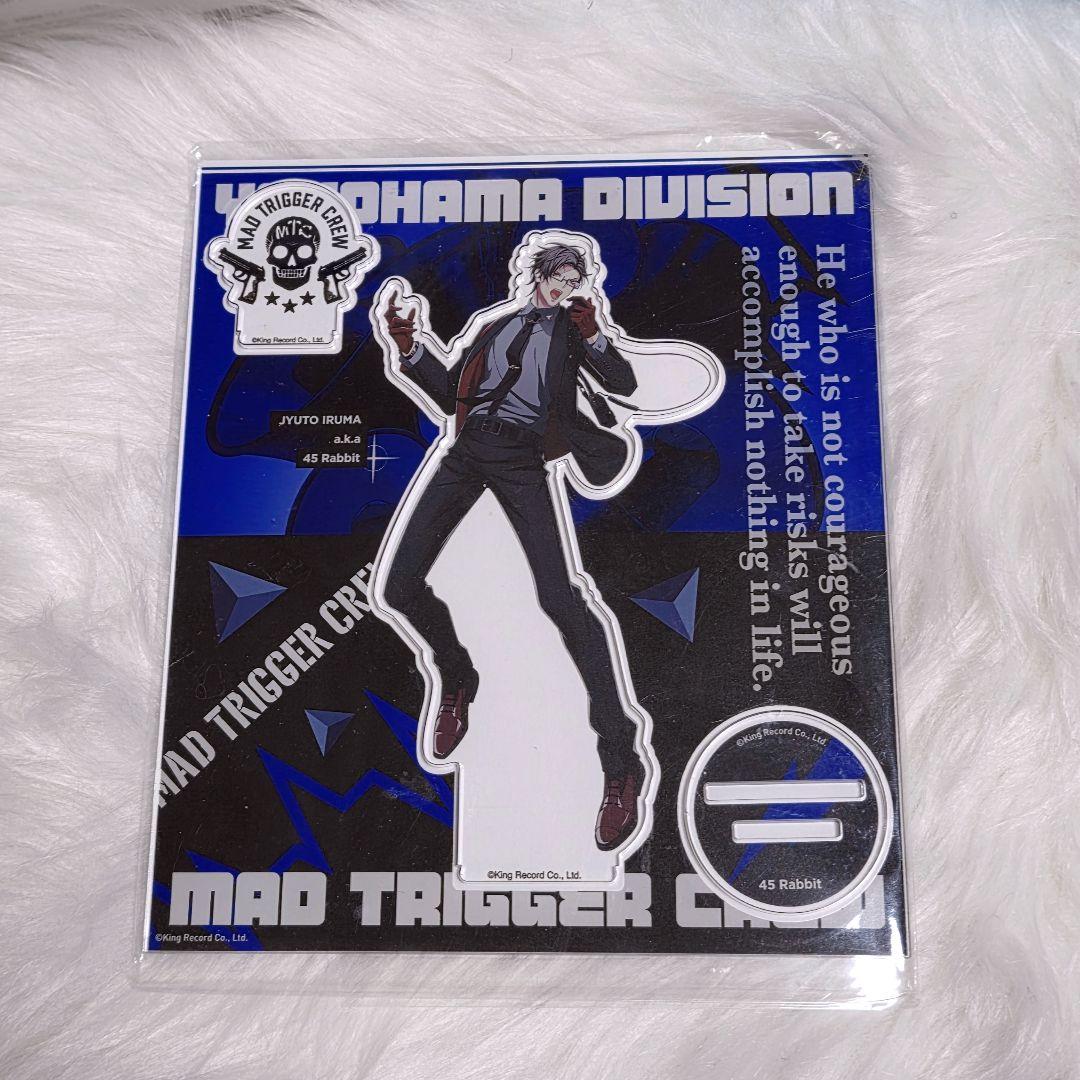 YOKOHAMA DIVISION
MAD TRIGGER CREW
MTC
©King Record Co., Ltd.
He who is not courageous
enough to take risks will
accomplish nothing in life.
JYUTO IRUMA
a.k.a
45 Rabbit
MAD TRIGGER CREW
©King Record Co., Ltd.
45 Rabbit
©King Record Co., Ltd.
MAD TRIGGER CREW
©King Record Co., Ltd.